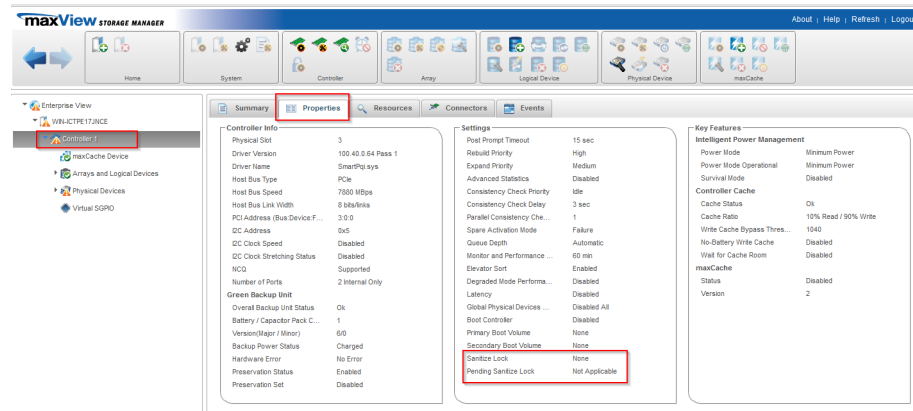 maxView STORAGE MANAGER
About | Help | Refresh | Logou
Home
System
Controller
Array
Logical Device
Physical Device
maxCache
Enterprise View
WIN-ICTPE17JNCE
Controller 1
maxCache Device
Arrays and Logical Devices
Physical Devices
Virtual SGPIO
Summary
Properties
Resources
Connectors
Events
Controller Info
Physical Slot 3
Driver Version 100.40.0.64 Pass 1
Driver Name SmartPqi.sys
Host Bus Type PCIe
Host Bus Speed 7880 MBps
Host Bus Link Width 8 bits/links
PCI Address (Bus:Device:F... 3:0:0
I2C Address 0x5
I2C Clock Speed Disabled
I2C Clock Stretching Status Disabled
NCQ Supported
Number of Ports 2 Internal Only
Green Backup Unit
Overall Backup Unit Status Ok
Battery / Capacitor Pack C... 1
Version(Major / Minor) 6/0
Backup Power Status Charged
Hardware Error No Error
Preservation Status Enabled
Preservation Set Disabled
Settings
Post Prompt Timeout 15 sec
Rebuild Priority High
Expand Priority Medium
Advanced Statistics Disabled
Consistency Check Priority Idle
Consistency Check Delay 3 sec
Parallel Consistency Che... 1
Spare Activation Mode Failure
Queue Depth Automatic
Monitor and Performance ... 60 min
Elevator Sort Enabled
Degraded Mode Performa... Disabled
Latency Disabled
Global Physical Devices ... Disabled All
Boot Controller Disabled
Primary Boot Volume None
Secondary Boot Volume None
Sanitize Lock None
Pending Sanitize Lock Not Applicable
Key Features
Intelligent Power Management
Power Mode Minimum Power
Power Mode Operational Minimum Power
Survival Mode Disabled
Controller Cache
Cache Status Ok
Cache Ratio 10% Read / 90% Write
Write Cache Bypass Thres... 1040
No-Battery Write Cache Disabled
Wait for Cache Room Disabled
maxCache
Status Disabled
Version 2